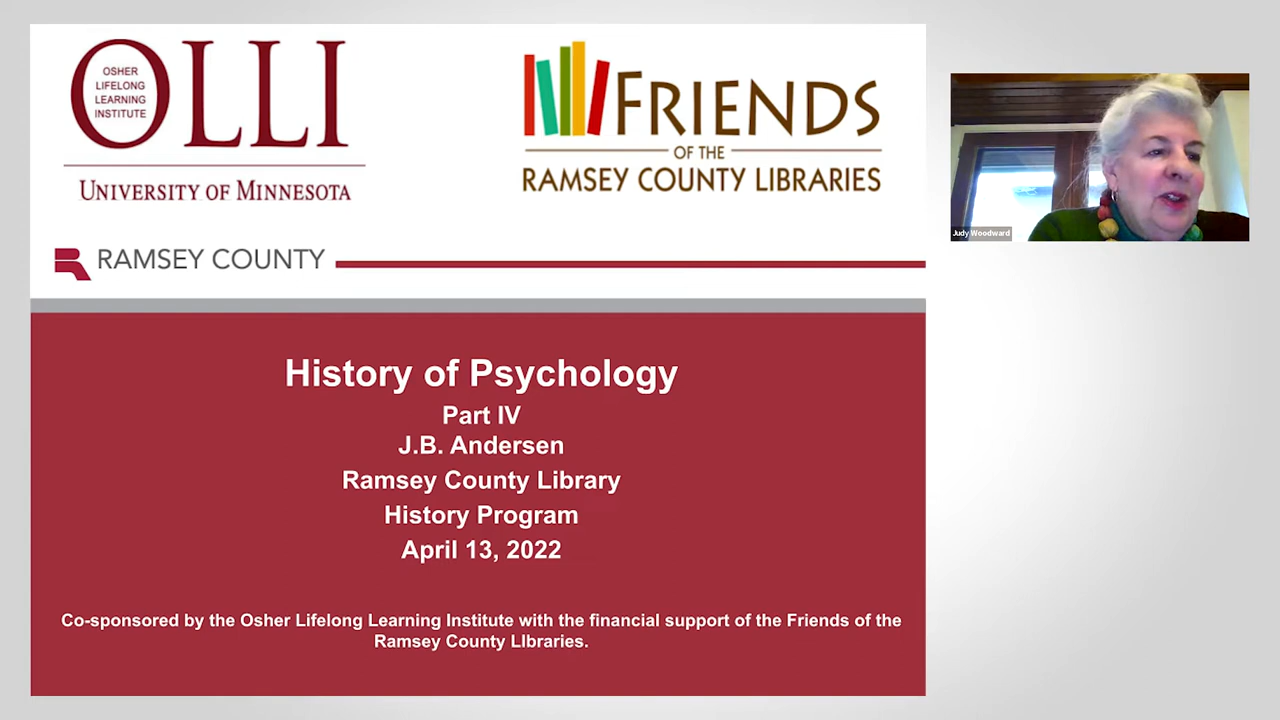 OSHER
LIFELONG
LEARNING
INSTITUTE
OLLI
UNIVERSITY OF MINNESOTA
FRIENDS
OF THE
RAMSEY COUNTY LIBRARIES
RAMSEY COUNTY
Judy Woodward
History of Psychology
Part IV
J.B. Andersen
Ramsey County Library
History Program
April 13, 2022
Co-sponsored by the Osher Lifelong Learning Institute with the financial support of the Friends of the
Ramsey County LIbraries.